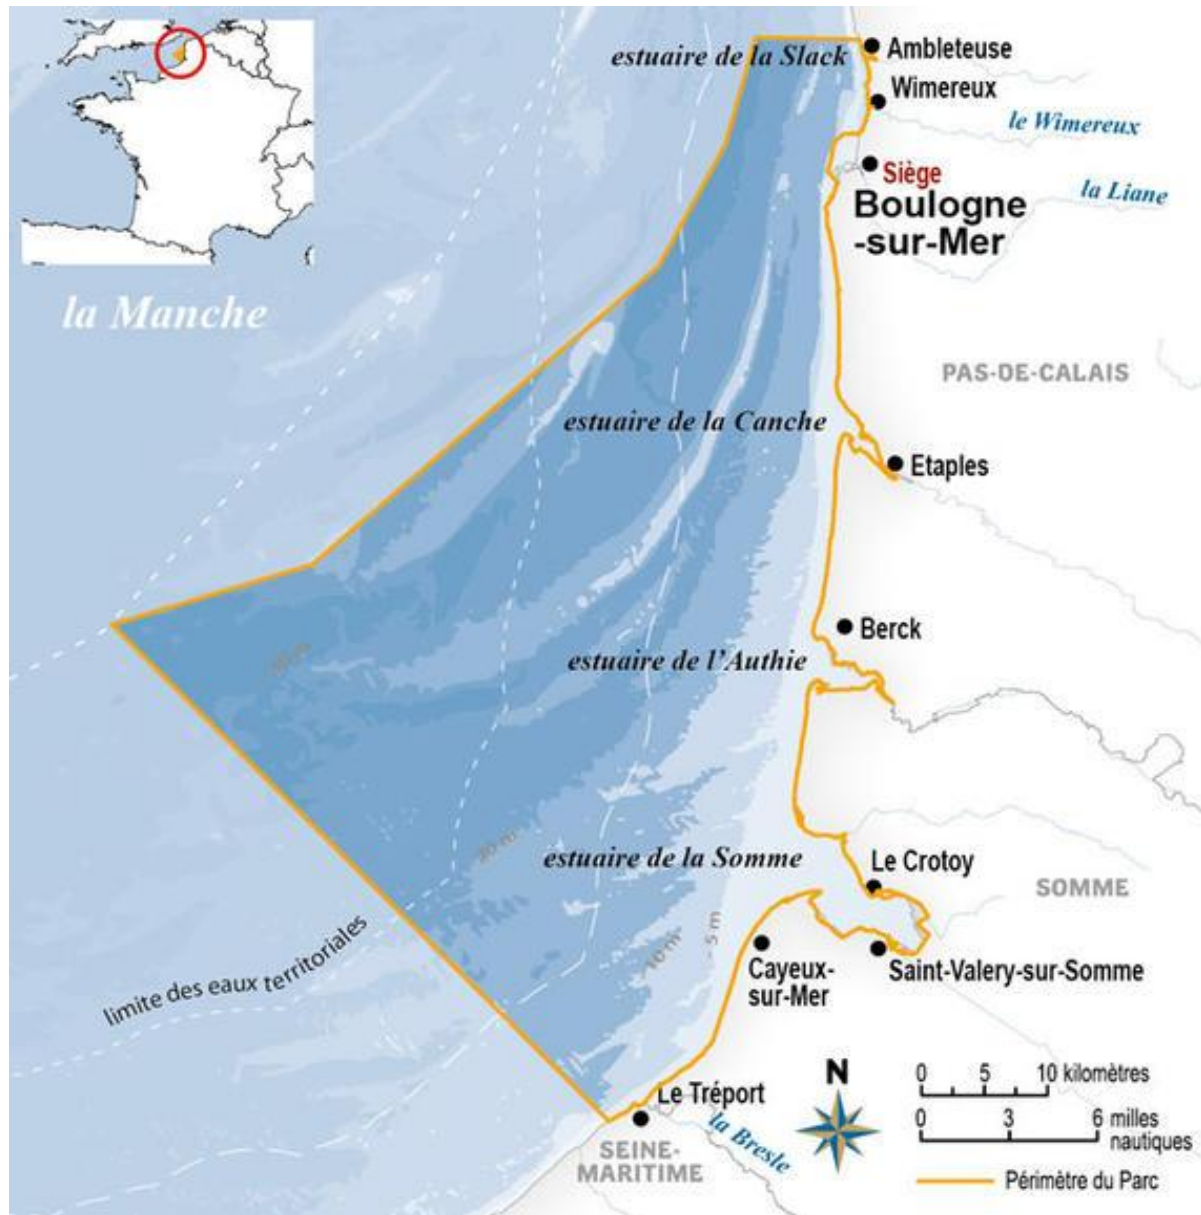 estuaire de la Slack
Ambleteuse
Wimereux
le Wimereux
Siège
la Liane
Boulogne
-sur-Mer
la Manche
PAS-DE-CALAIS
estuaire de la Canche
Etaples
Berck
estuaire de l'Authie
20 m
estuaire de la Somme
Le Crotoy
SOMME
limite des eaux territoriales
10 m
5 m
Cayeux-
sur-Mer
Saint-Valery-sur-Somme
Le Tréport
la Bresle
SEINE-
MARITIME
N
0 5 10 kilomètres
0 3 6 milles
nautiques
Périmètre du Parc